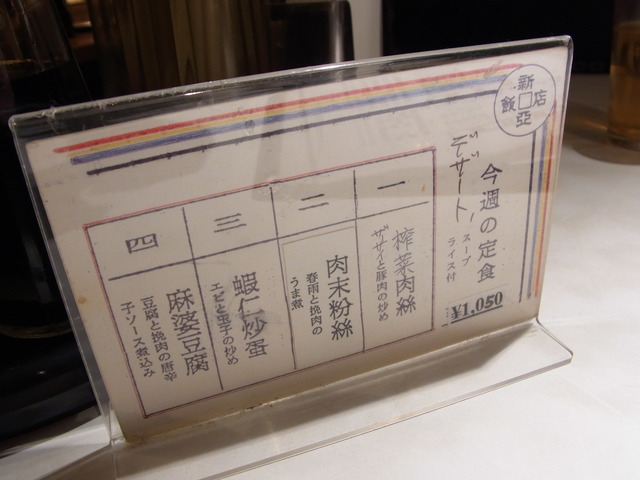 新
飯□店
亞
今週の定食
デザート、スープ
ライス付
¥1,050
一
搾菜肉絲
ザザイと豚肉の炒め
二
肉末粉絲
春雨と挽肉の
うま煮
三
蝦仁炒蛋
エビと玉子の炒め
四
麻婆豆腐
豆腐と挽肉の唐辛
子ソース煮込み